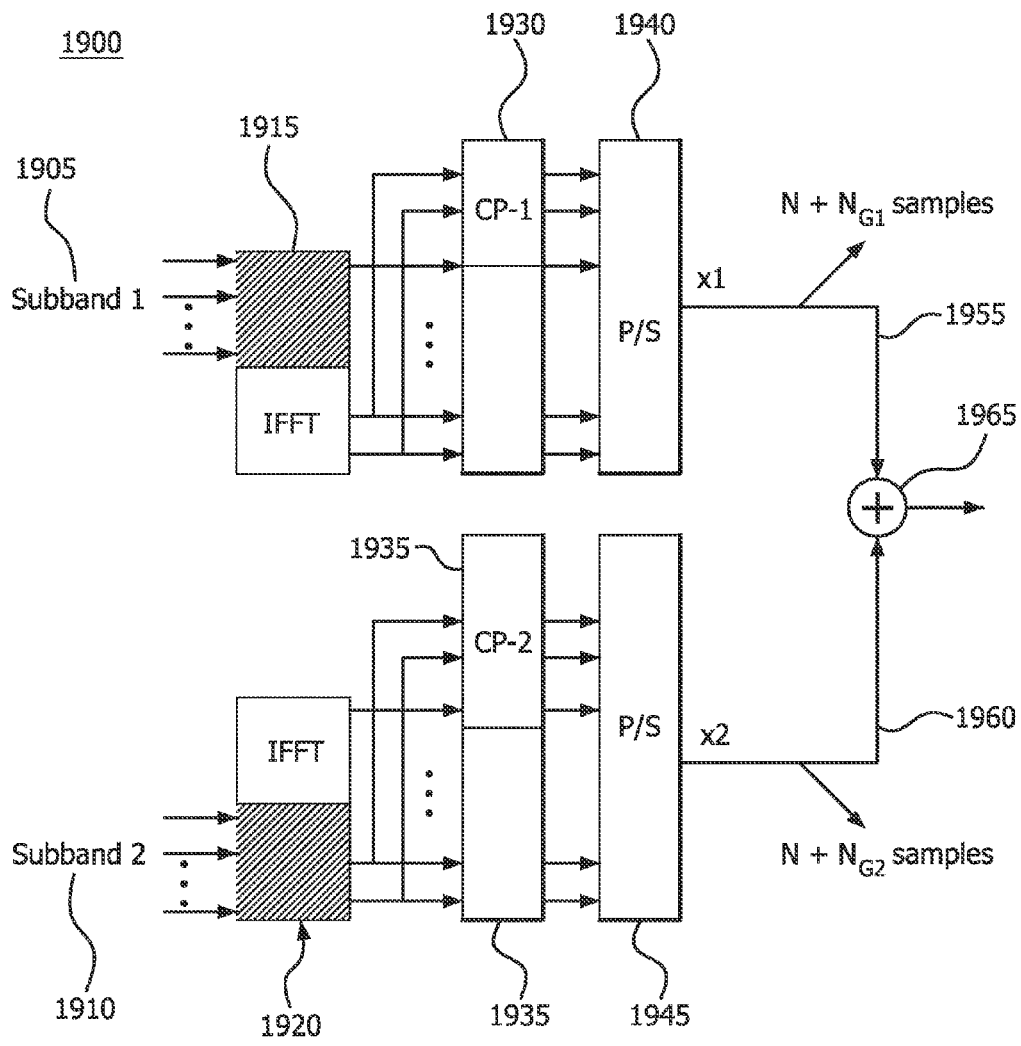 1900
1930
1940
1915
1905
CP-1
N + N_G1 samples
Subband 1
x1
1955
P/S
IFFT
1965
+
1935
CP-2
IFFT
P/S
x2
1960
Subband 2
N + N_G2 samples
1910
1920
1935
1945